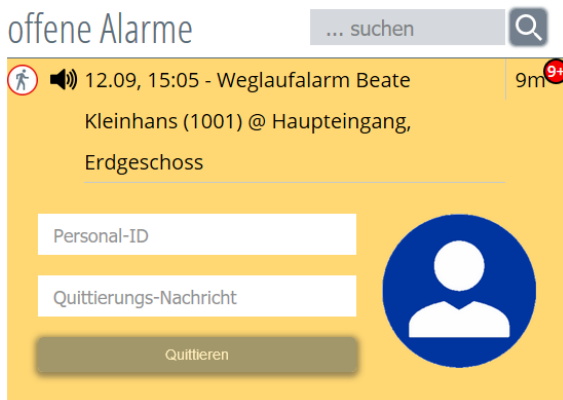 offene Alarme
... suchen
12.09, 15:05 - Weglaufalarm Beate
9m
9+
Kleinhans (1001) @ Haupteingang,
Erdgeschoss
Personal-ID
Quittierungs-Nachricht
Quittieren